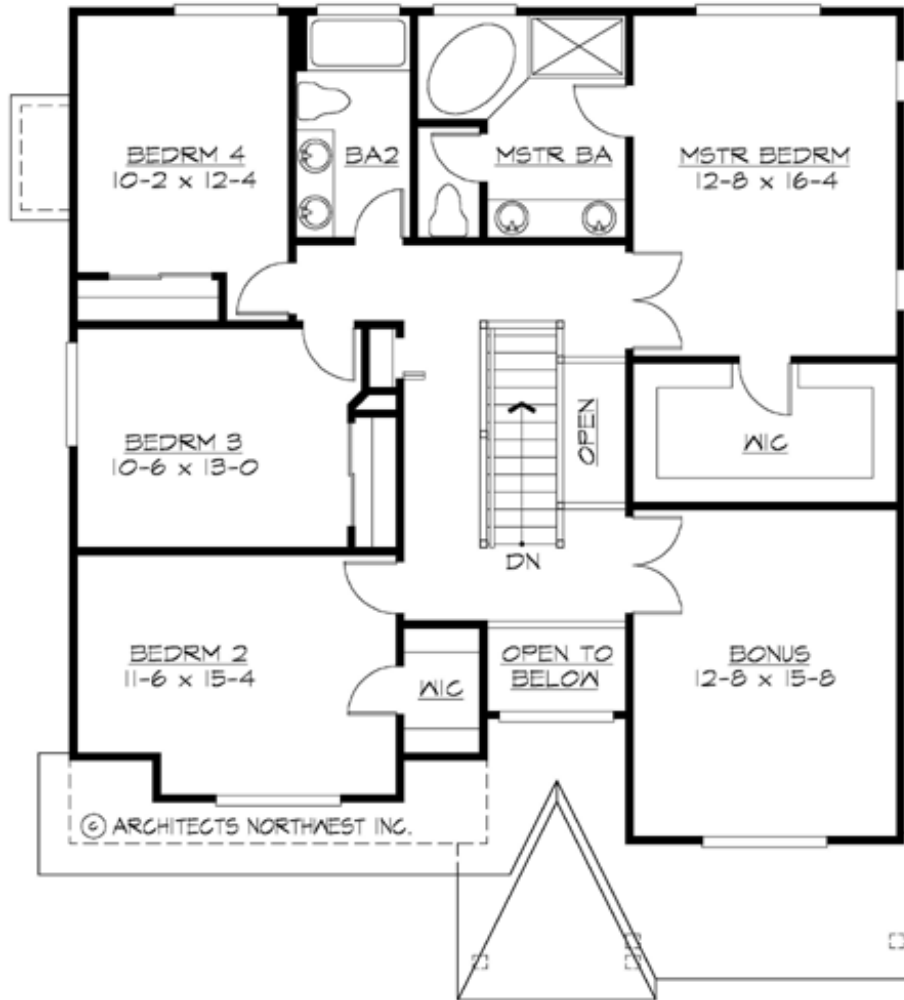 BEDRM 4
10-2 x 12-4
BA2
MSTR BA
MSTR BEDRM
12-8 x 16-4
BEDRM 3
10-6 x 13-0
OPEN
WIC
DN
BEDRM 2
11-6 x 15-4
WIC
OPEN TO
BELOW
BONUS
12-8 x 15-8
© ARCHITECTS NORTHWEST INC.